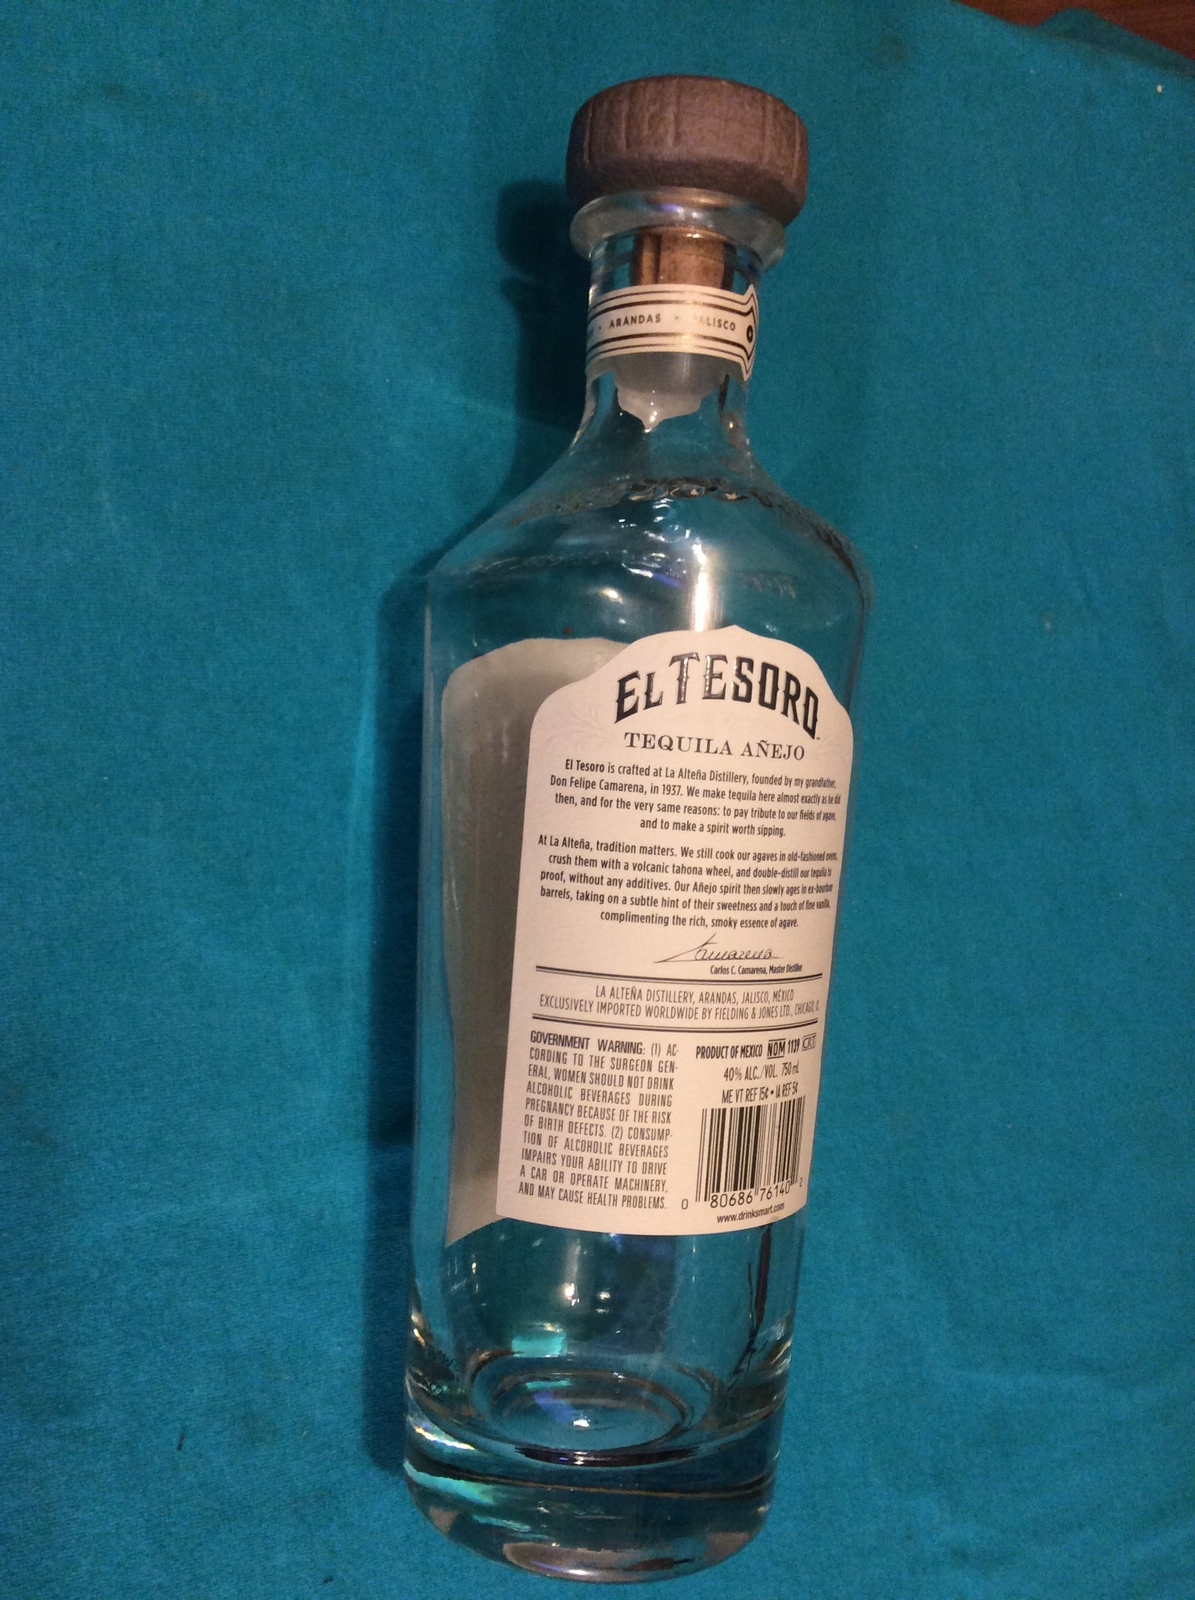 • ARANDAS • JALISCO
EL TESORO
TEQUILA AÑEJO
El Tesoro is crafted at La Alteña Distillery, founded by my grandfather,
Don Felipe Camarena, in 1937. We make tequila here almost exactly as he did
then, and for the very same reasons: to pay tribute to our fields of agave,
and to make a spirit worth sipping.
At La Alteña, tradition matters. We still cook our agaves in old-fashioned ovens,
crush them with a volcanic tahona wheel, and double-distill our tequila to
proof, without any additives. Our Añejo spirit then slowly ages in ex-bourbon
barrels, taking on a subtle hint of their sweetness and a touch of fine vanilla,
complimenting the rich, smoky essence of agave.
Camarena
Carlos C. Camarena, Master Distiller
LA ALTEÑA DISTILLERY, ARANDAS, JALISCO, MÉXICO
EXCLUSIVELY IMPORTED WORLDWIDE BY FIELDING & JONES LTD., CHICAGO,
GOVERNMENT WARNING: (1) AC-
CORDING TO THE SURGEON GEN-
ERAL, WOMEN SHOULD NOT DRINK
ALCOHOLIC BEVERAGES DURING
PREGNANCY BECAUSE OF THE RISK
OF BIRTH DEFECTS. (2) CONSUMP-
TION OF ALCOHOLIC BEVERAGES
IMPAIRS YOUR ABILITY TO DRIVE
A CAR OR OPERATE MACHINERY,
AND MAY CAUSE HEALTH PROBLEMS.
PRODUCT OF MEXICO NOM 1139 CRT
40% ALC./VOL. 750 mL
ME VT REF 15¢ • IA REF 5¢
0 80686 76140 2
www.drinksmart.com